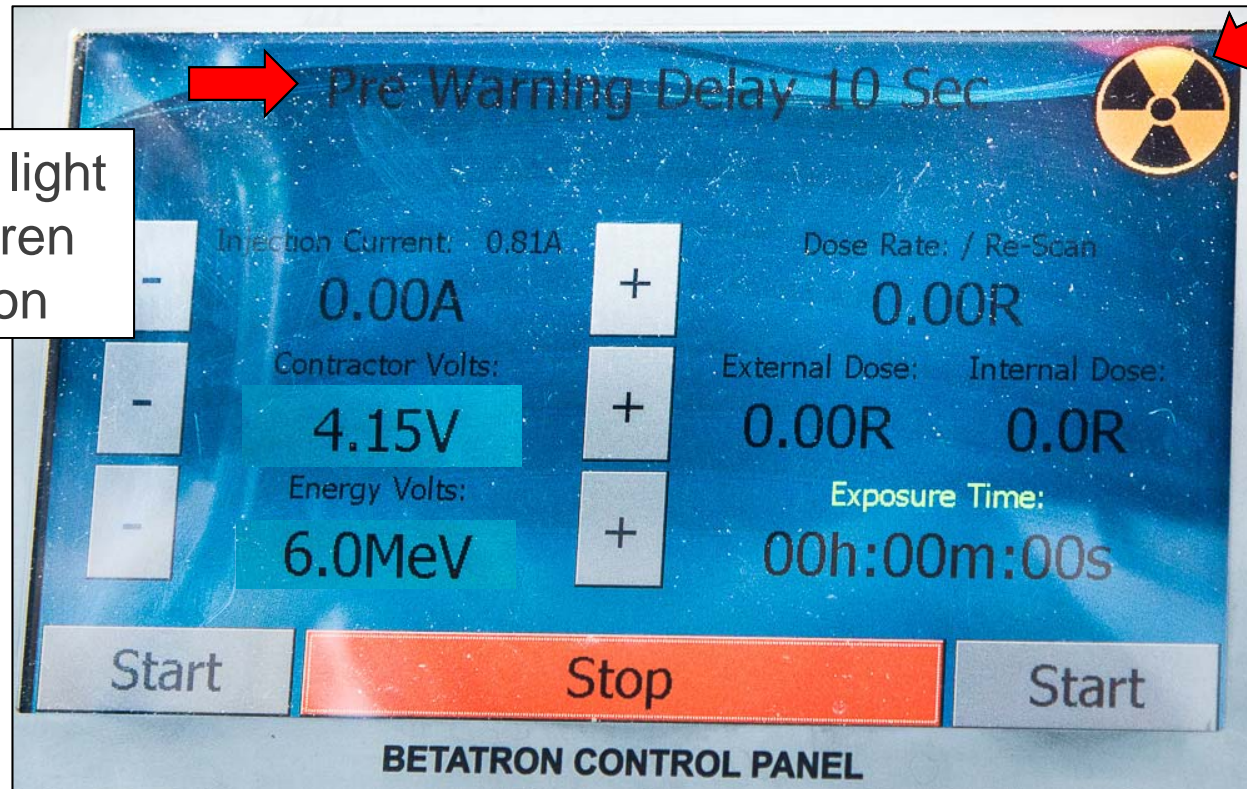 Pre Warning Delay 10 Sec
light
ren
on
- Injection Current: 0.81A + Dose Rate: / Re-Scan
0.00A 0.00R
Contractor Volts: External Dose: Internal Dose:
- 4.15V + 0.00R 0.0R
Energy Volts: Exposure Time:
- 6.0MeV + 00h:00m:00s
Start Stop Start
BETATRON CONTROL PANEL